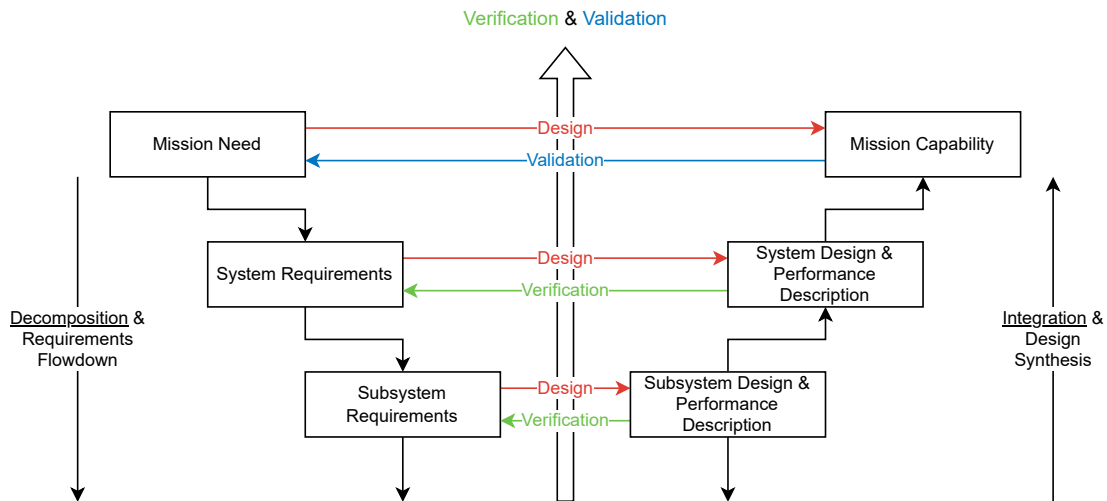 Verification & Validation
Mission Need
Design
Validation
Mission Capability
System Requirements
Design
Verification
System Design &
Performance
Description
Decomposition &
Requirements
Flowdown
Integration &
Design
Synthesis
Subsystem
Requirements
Design
Verification
Subsystem Design &
Performance
Description